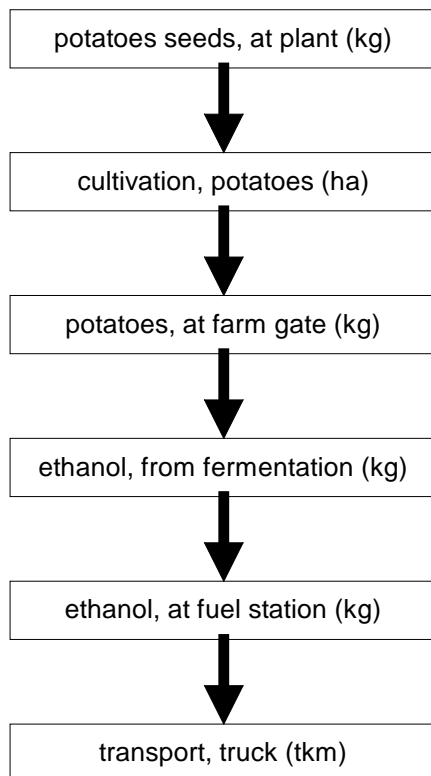 potatoes seeds, at plant (kg)
cultivation, potatoes (ha)
potatoes, at farm gate (kg)
ethanol, from fermentation (kg)
ethanol, at fuel station (kg)
transport, truck (tkm)